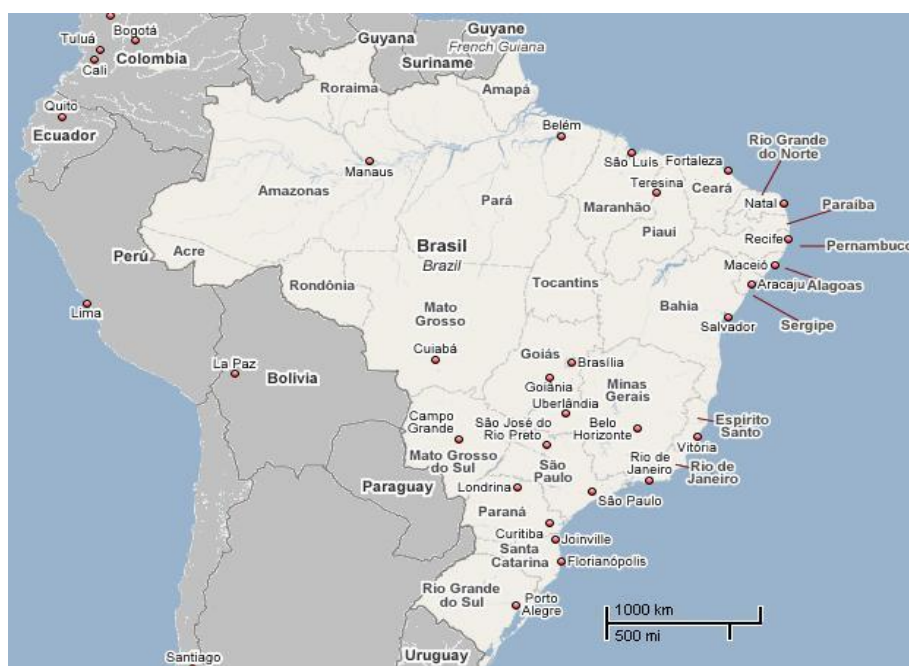 Bogotá
Tuluá
Cali
Colombia
Guyana
Suriname
Guyane
French Guiana
Quito
Ecuador
Roraima
Amapá
Belém
Manaus
Amazonas
Pará
São Luís
Fortaleza
Rio Grande
do Norte
Teresina
Ceará
Maranhão
Natal
Paraíba
Piauí
Recife
Pernambuco
Perú
Acre
Brasil
Brazil
Maceió
Alagoas
Rondônia
Tocantins
Aracaju
Bahia
Sergipe
Lima
Mato
Grosso
Salvador
Cuiabá
Goiás
Brasília
La Paz
Bolivia
Goiânia
Minas
Gerais
Uberlândia
Campo
Grande
São José do
Rio Preto
Belo
Horizonte
Espirito
Santo
Vitória
Mato Grosso
do Sul
São
Paulo
Rio de
Janeiro
Rio de
Janeiro
Paraguay
Londrina
São Paulo
Paraná
Curitiba
Joinville
Santa
Catarina
Florianópolis
Rio Grande
do Sul
Porto
Alegre
1000 km
500 mi
Santiago
Uruguay